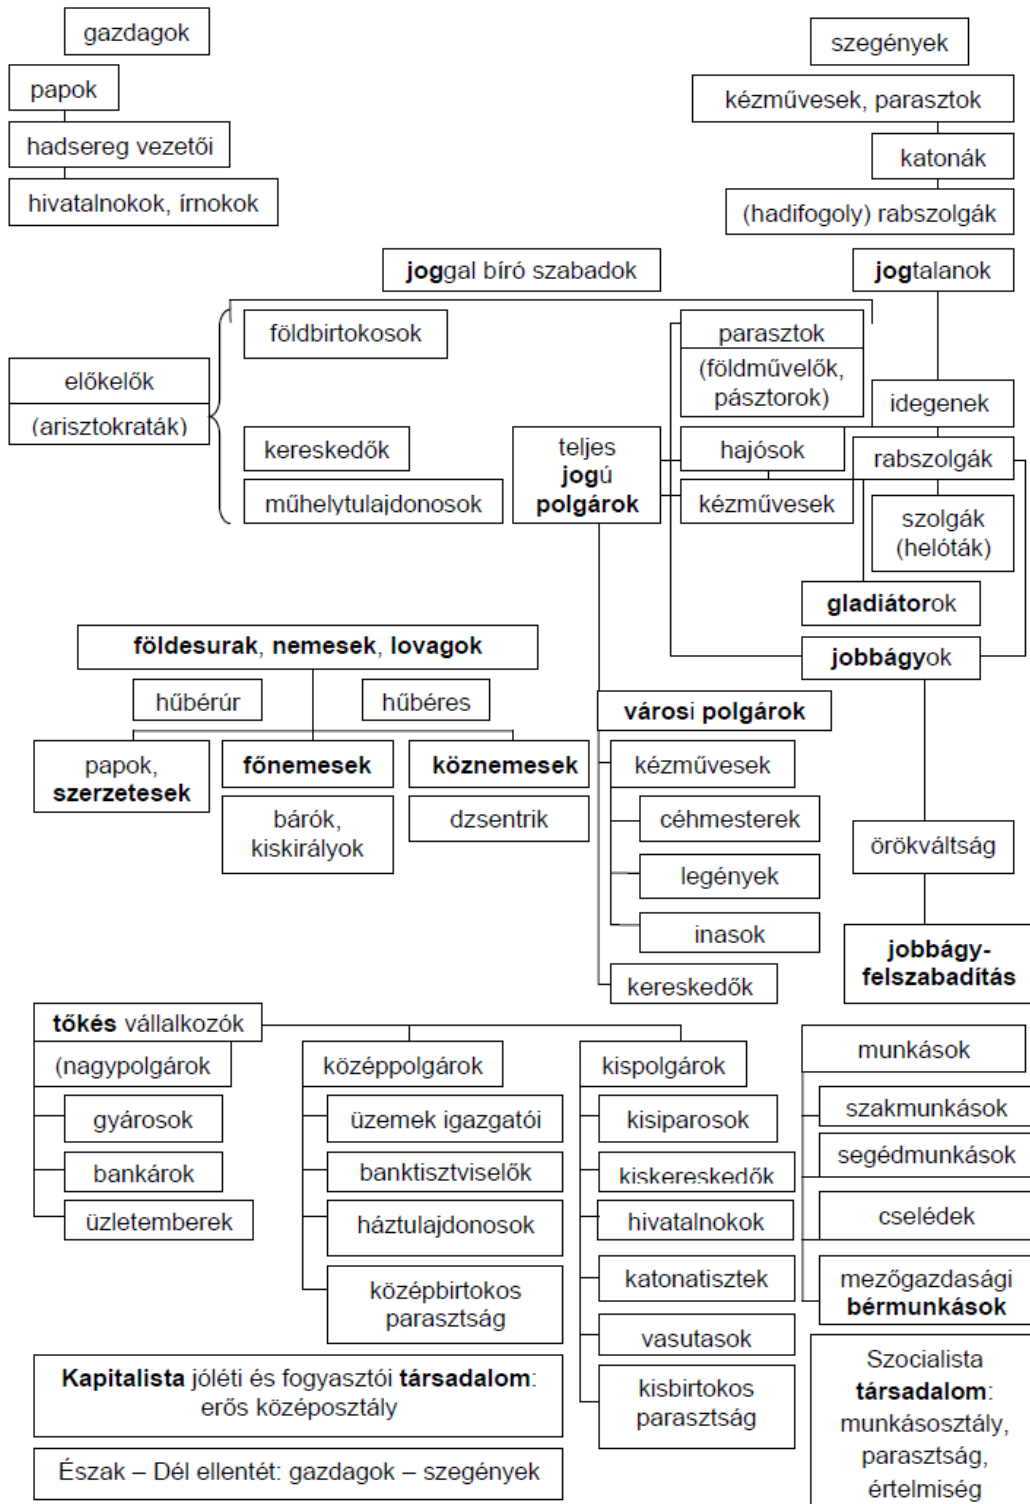 gazdagok
szegények
papok
kézművesek, parasztok
hadsereg vezetői
katonák
hivatalnokok, írnokok
(hadifogoly) rabszolgák
joggal bíró szabadok
jogtalanok
földbirtokosok
parasztok
(földművelők,
pásztorok)
előkelők
(arisztokraták)
idegenek
kereskedők
teljes
jogú
polgárok
hajósok
rabszolgák
műhelytulajdonosok
kézművesek
szolgák
(helóták)
gladiátorok
földesurak, nemesek, lovagok
jobbágyok
hűbérúr
hűbéres
városi polgárok
papok,
szerzetesek
főnemesek
köznemesek
kézművesek
bárók,
kiskirályok
dzsentrik
céhmesterek
örökváltság
legények
inasok
jobbágy-
felszabadítás
kereskedők
tőkés vállalkozók
(nagypolgárok
középpolgárok
kispolgárok
munkások
gyárosok
üzemek igazgatói
kisiparosok
szakmunkások
bankárok
banktisztviselők
kiskereskedők
segédmunkások
üzletemberek
háztulajdonosok
hivatalnokok
cselédek
középbirtokos
parasztság
katonatisztek
mezőgazdasági
bérmunkások
vasutasok
Kapitalista jóléti és fogyasztói társadalom:
erős középosztály
kisbirtokos
parasztság
Szocialista
társadalom:
munkásosztály,
parasztság,
értelmiség
Észak – Dél ellentét: gazdagok – szegények